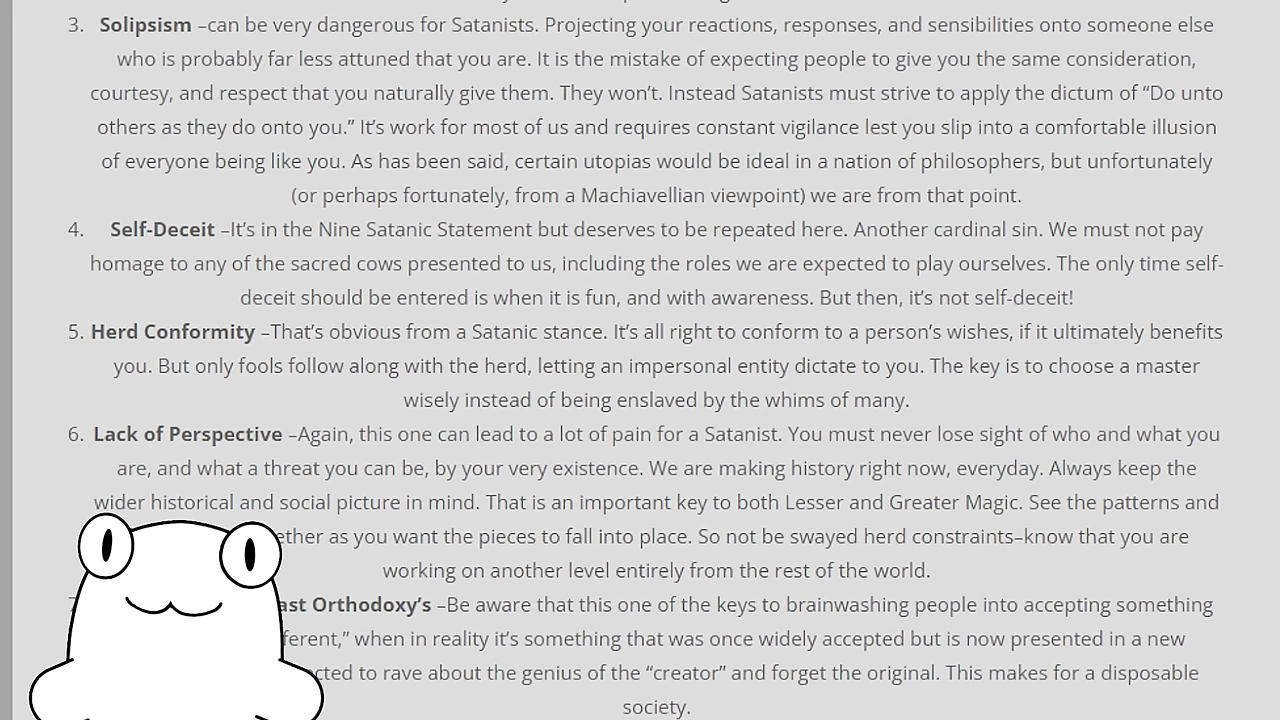 3. Solipsism –can be very dangerous for Satanists. Projecting your reactions, responses, and sensibilities onto someone else
who is probably far less attuned that you are. It is the mistake of expecting people to give you the same consideration,
courtesy, and respect that you naturally give them. They won’t. Instead Satanists must strive to apply the dictum of “Do unto
others as they do onto you.” It’s work for most of us and requires constant vigilance lest you slip into a comfortable illusion
of everyone being like you. As has been said, certain utopias would be ideal in a nation of philosophers, but unfortunately
(or perhaps fortunately, from a Machiavellian viewpoint) we are from that point.
4. Self-Deceit –It’s in the Nine Satanic Statement but deserves to be repeated here. Another cardinal sin. We must not pay
homage to any of the sacred cows presented to us, including the roles we are expected to play ourselves. The only time self-
deceit should be entered is when it is fun, and with awareness. But then, it’s not self-deceit!
5. Herd Conformity –That’s obvious from a Satanic stance. It’s all right to conform to a person’s wishes, if it ultimately benefits
you. But only fools follow along with the herd, letting an impersonal entity dictate to you. The key is to choose a master
wisely instead of being enslaved by the whims of many.
6. Lack of Perspective –Again, this one can lead to a lot of pain for a Satanist. You must never lose sight of who and what you
are, and what a threat you can be, by your very existence. We are making history right now, everyday. Always keep the
wider historical and social picture in mind. That is an important key to both Lesser and Greater Magic. See the patterns and
as you want the pieces to fall into place. So not be swayed herd constraints–know that you are
working on another level entirely from the rest of the world.
Orthodoxy’s –Be aware that this one of the keys to brainwashing people into accepting something
when in reality it’s something that was once widely accepted but is now presented in a new
to rave about the genius of the “creator” and forget the original. This makes for a disposable
society.